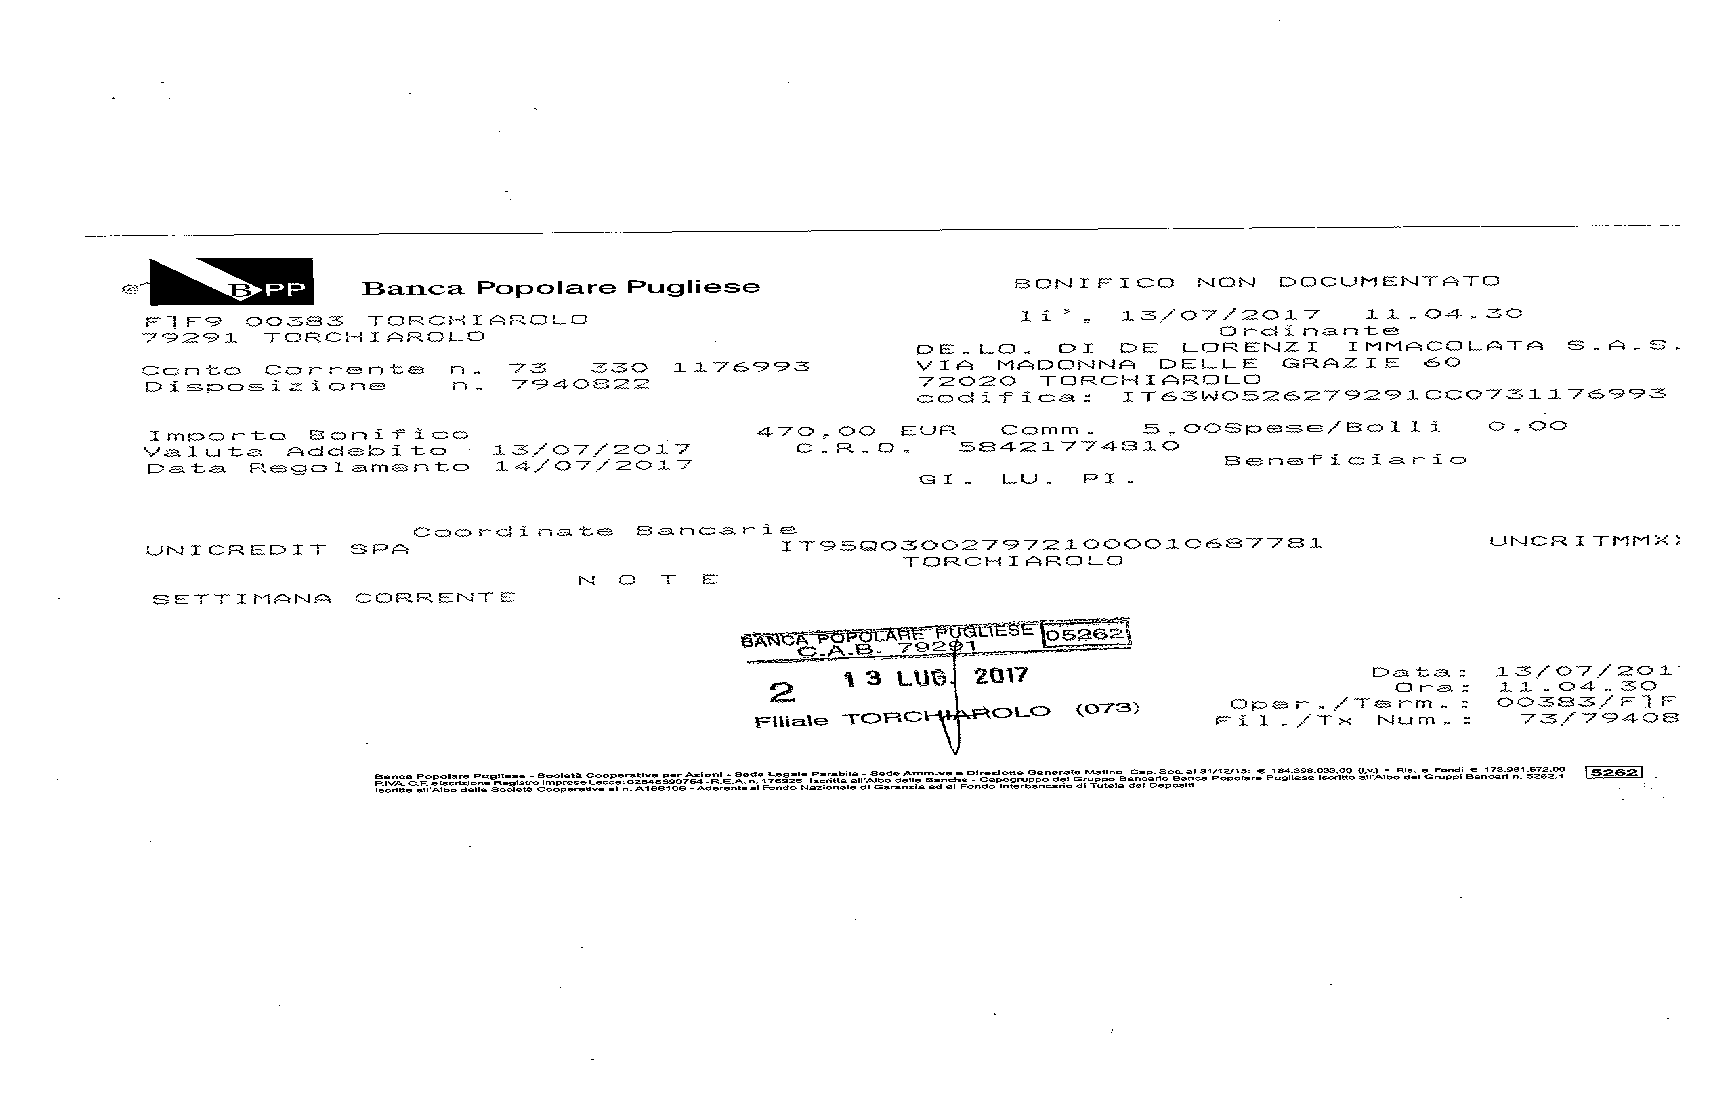 BPP Banca Popolare Pugliese
BONIFICO NON DOCUMENTATO
F]F9 00383 TORCHIAROLO
li'. 13/07/2017 11.04.30
79291 TORCHIAROLO
Ordinante
DE.LO. DI DE LORENZI IMMACOLATA S.A.S.
Conto Corrente n. 73 330 1176993
VIA MADONNA DELLE GRAZIE 60
Disposizione n. 7940822
72020 TORCHIAROLO
codifica: IT63W0526279291CC0731176993
Importo Bonifico 470,00 EUR Comm. 5,00Spese/Bolli 0,00
Valuta Addebito 13/07/2017 C.R.O. 58421774810
Data Regolamento 14/07/2017
Beneficiario
GI. LU. PI.
Coordinate Bancarie
UNICREDIT SPA IT95Q0300279721000010687781 UNCRITMMX
TORCHIAROLO
N O T E
SETTIMANA CORRENTE
BANCA POPOLARE PUGLIESE 05262
C.A.B. 79291
2 13 LUG. 2017
Filiale TORCHIAROLO (073)
Data: 13/07/201
Ora: 11.04.30
Oper./Term.: 00383/F]F
Fil./Tx Num.: 73/79408
Banca Popolare Pugliese - Società Cooperativa per Azioni - Sede Legale Parabita - Sede Amm.va e Direzione Generale Matino Cap. Soc. al 31/12/15: € 184.398.033,00 (i.v.) - Ris. e Fondi € 173.981.572,00
P.IVA, C.F. e iscrizione Registro Imprese Lecce: 02848590754 - R.E.A. n. 176926 Iscritta all'Albo delle Banche - Capogruppo del Gruppo Bancario Banca Popolare Pugliese Iscritto all'Albo dei Gruppi Bancari n. 5262.1
Iscritta all'Albo delle Società Cooperative al n. A166106 - Aderente al Fondo Nazionale di Garanzia ed al Fondo Interbancario di Tutela dei Depositi
5262